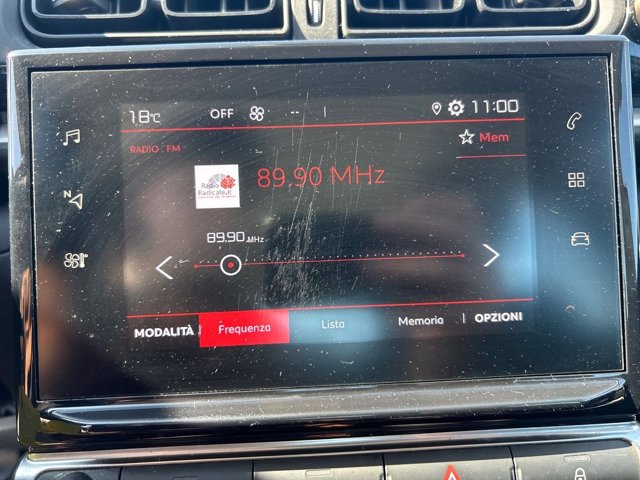 18°C OFF -- 11:00
RADIO : FM
Mem
89.90 MHz
Radio
Radicale.it
89.90 MHz
N
MODALITÀ Frequenza Lista Memoria OPZIONI